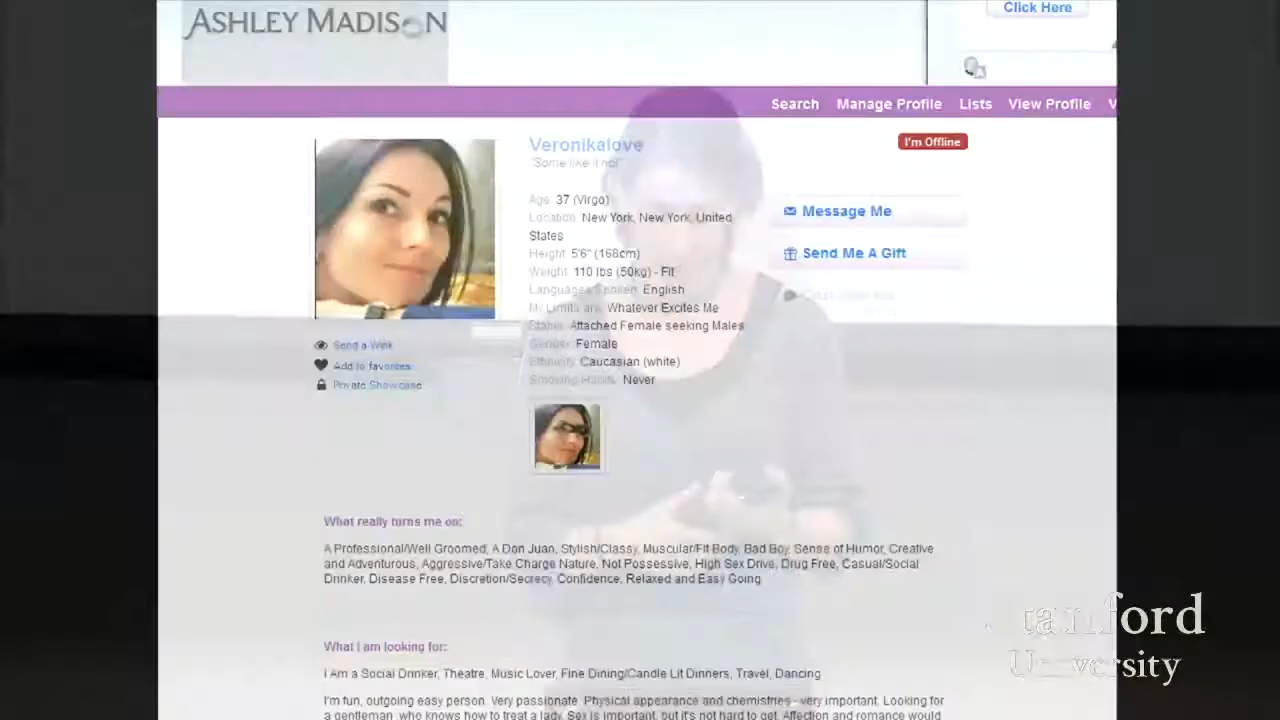 ASHLEY MADISON
Click Here
Search Manage Profile Lists View Profile V
Veronikalove
"Some like it hot"
I'm Offline
Age: 37 (Virgo)
Location: New York, New York, United
States
Height: 5'6" (168cm)
Weight: 110 lbs (50kg) - Fit
Languages Spoken: English
My Limits are: Whatever Excites Me
Status: Attached Female seeking Males
Gender: Female
Ethnicity: Caucasian (white)
Smoking Habits: Never
Message Me
Send Me A Gift
Send a Wink
Add to favorites
Private Showcase
What really turns me on:
A Professional/Well Groomed, A Don Juan, Stylish/Classy, Muscular/Fit Body, Bad Boy, Sense of Humor, Creative
and Adventurous, Aggressive/Take Charge Nature, Not Possessive, High Sex Drive, Drug Free, Casual/Social
Drinker, Disease Free, Discretion/Secrecy, Confidence, Relaxed and Easy Going
What I am looking for:
I Am a Social Drinker, Theatre, Music Lover, Fine Dining/Candle Lit Dinners, Travel, Dancing
I'm fun, outgoing easy person. Very passionate. Physical appearance and chemistries - very important. Looking for
a gentleman, who knows how to treat a lady. Sex is important, but it's not hard to get. Affection and romance would
Stanford
University